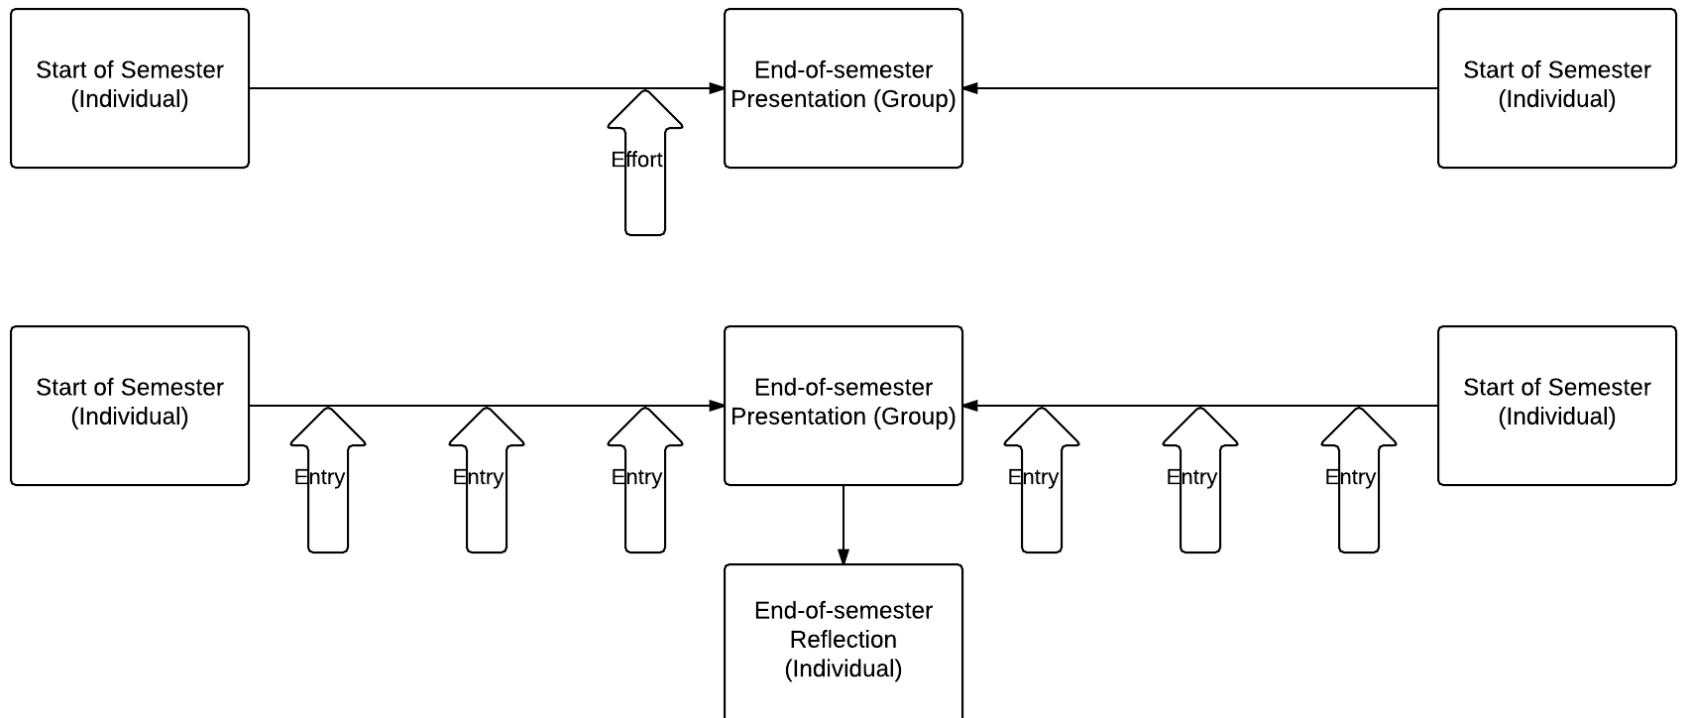 Start of Semester
(Individual)
End-of-semester
Presentation (Group)
Start of Semester
(Individual)
Effort
Start of Semester
(Individual)
End-of-semester
Presentation (Group)
Start of Semester
(Individual)
Entry
Entry
Entry
Entry
Entry
Entry
End-of-semester
Reflection
(Individual)